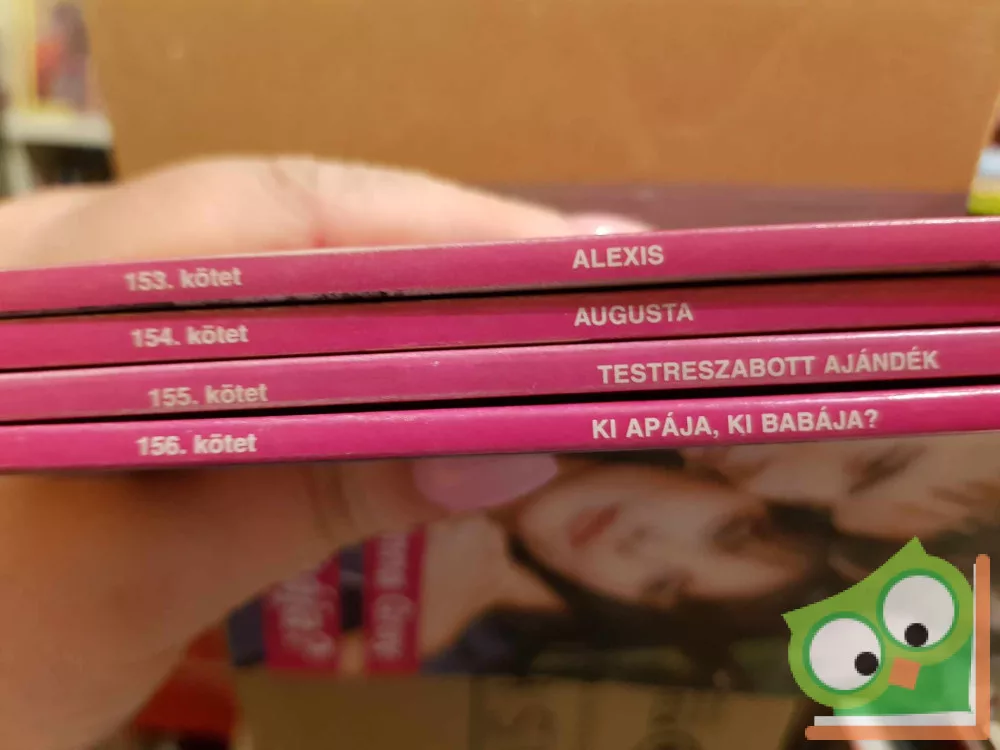 153. kötet ALEXIS
154. kötet AUGUSTA
155. kötet TESTRESZABOTT AJÁNDÉK
156. kötet KI APÁJA, KI BABÁJA?